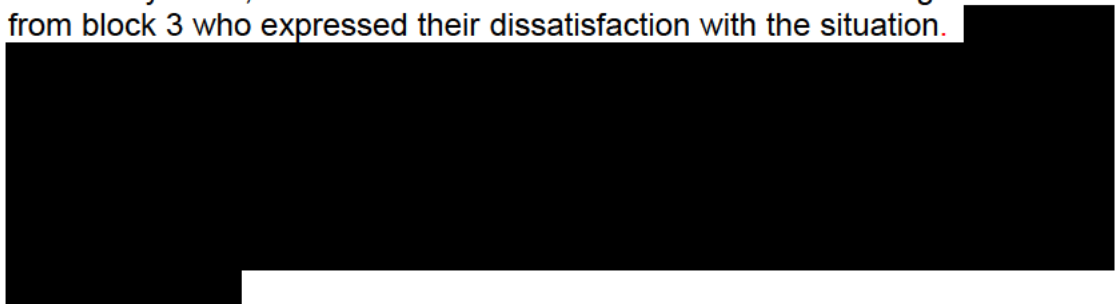 from block 3 who expressed their dissatisfaction with the situation.